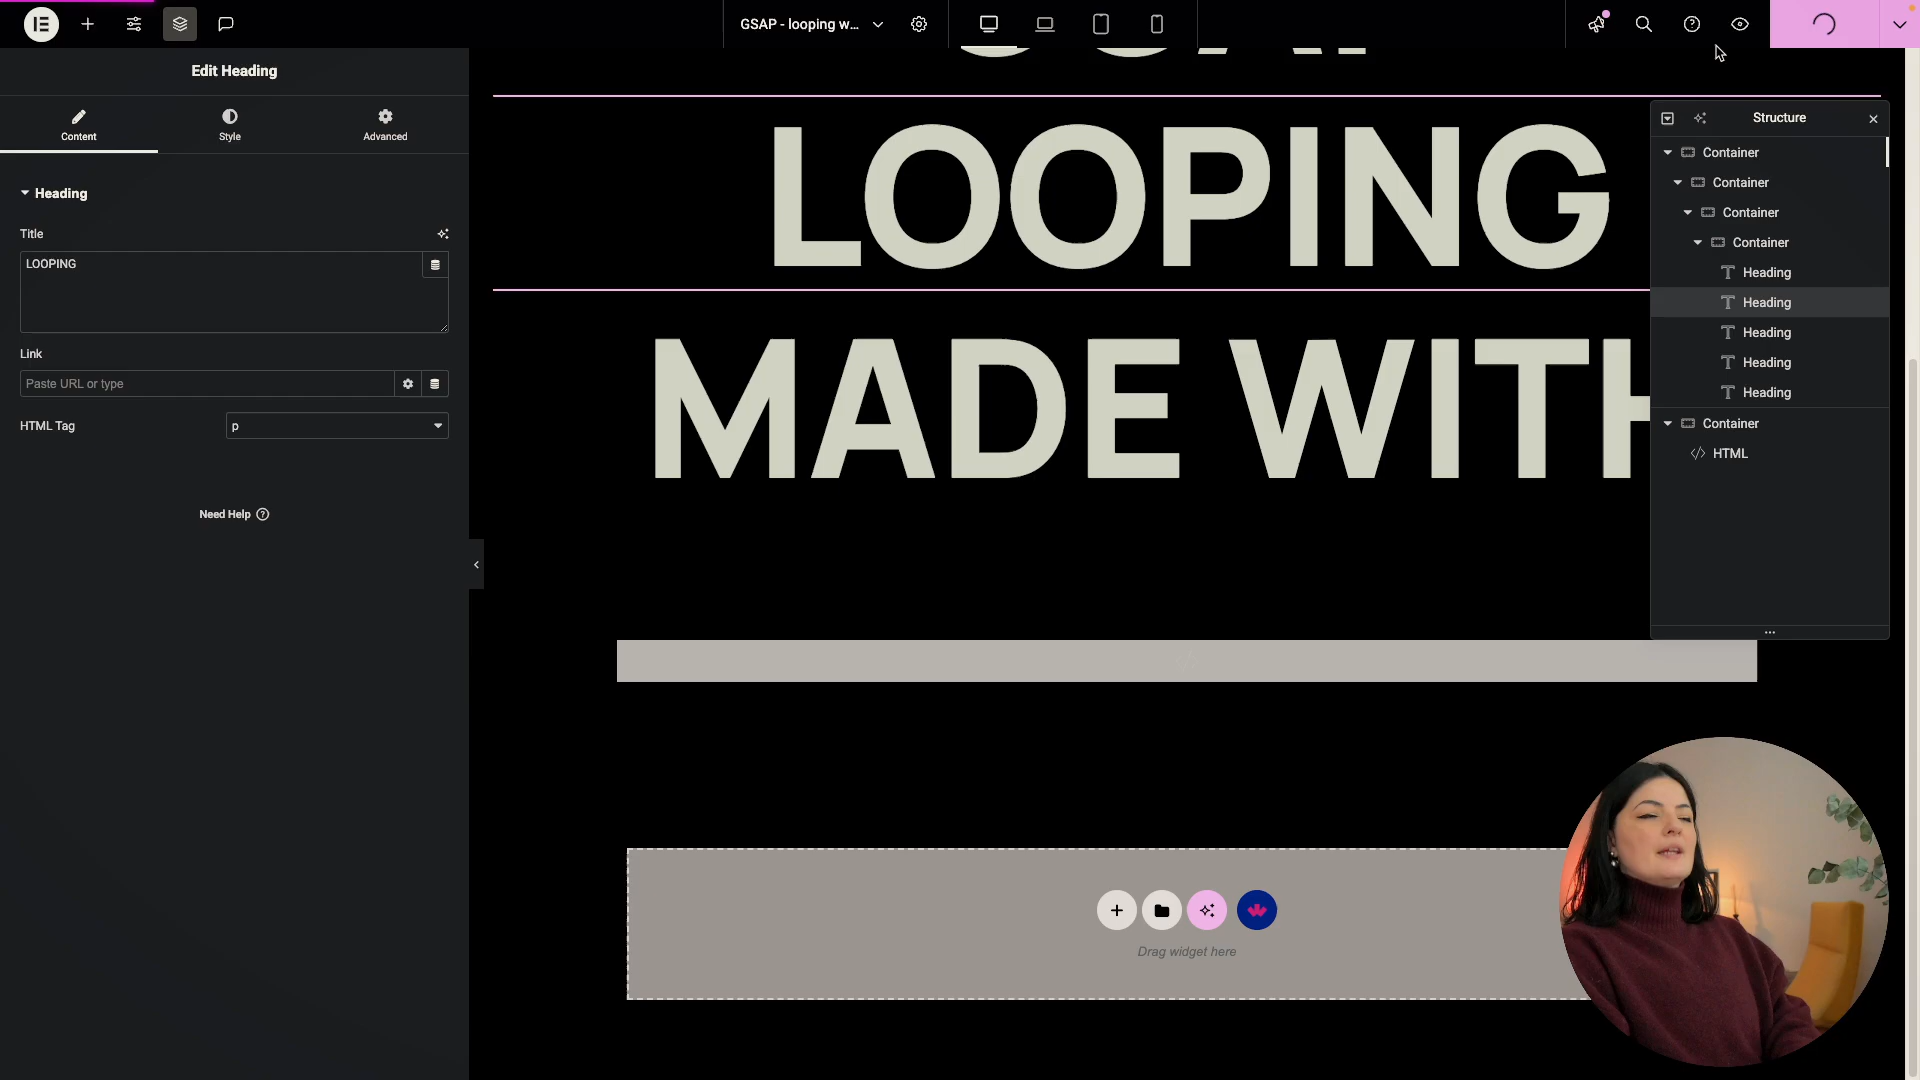 GSAP - looping w...
Edit Heading
Content
Style
Advanced
Heading
Title
LOOPING
Link
Paste URL or type
HTML Tag
p
Need Help
LOOPING
MADE WITH
Drag widget here
Structure
Container
Container
Container
Container
Heading
Heading
Heading
Heading
Heading
Container
HTML